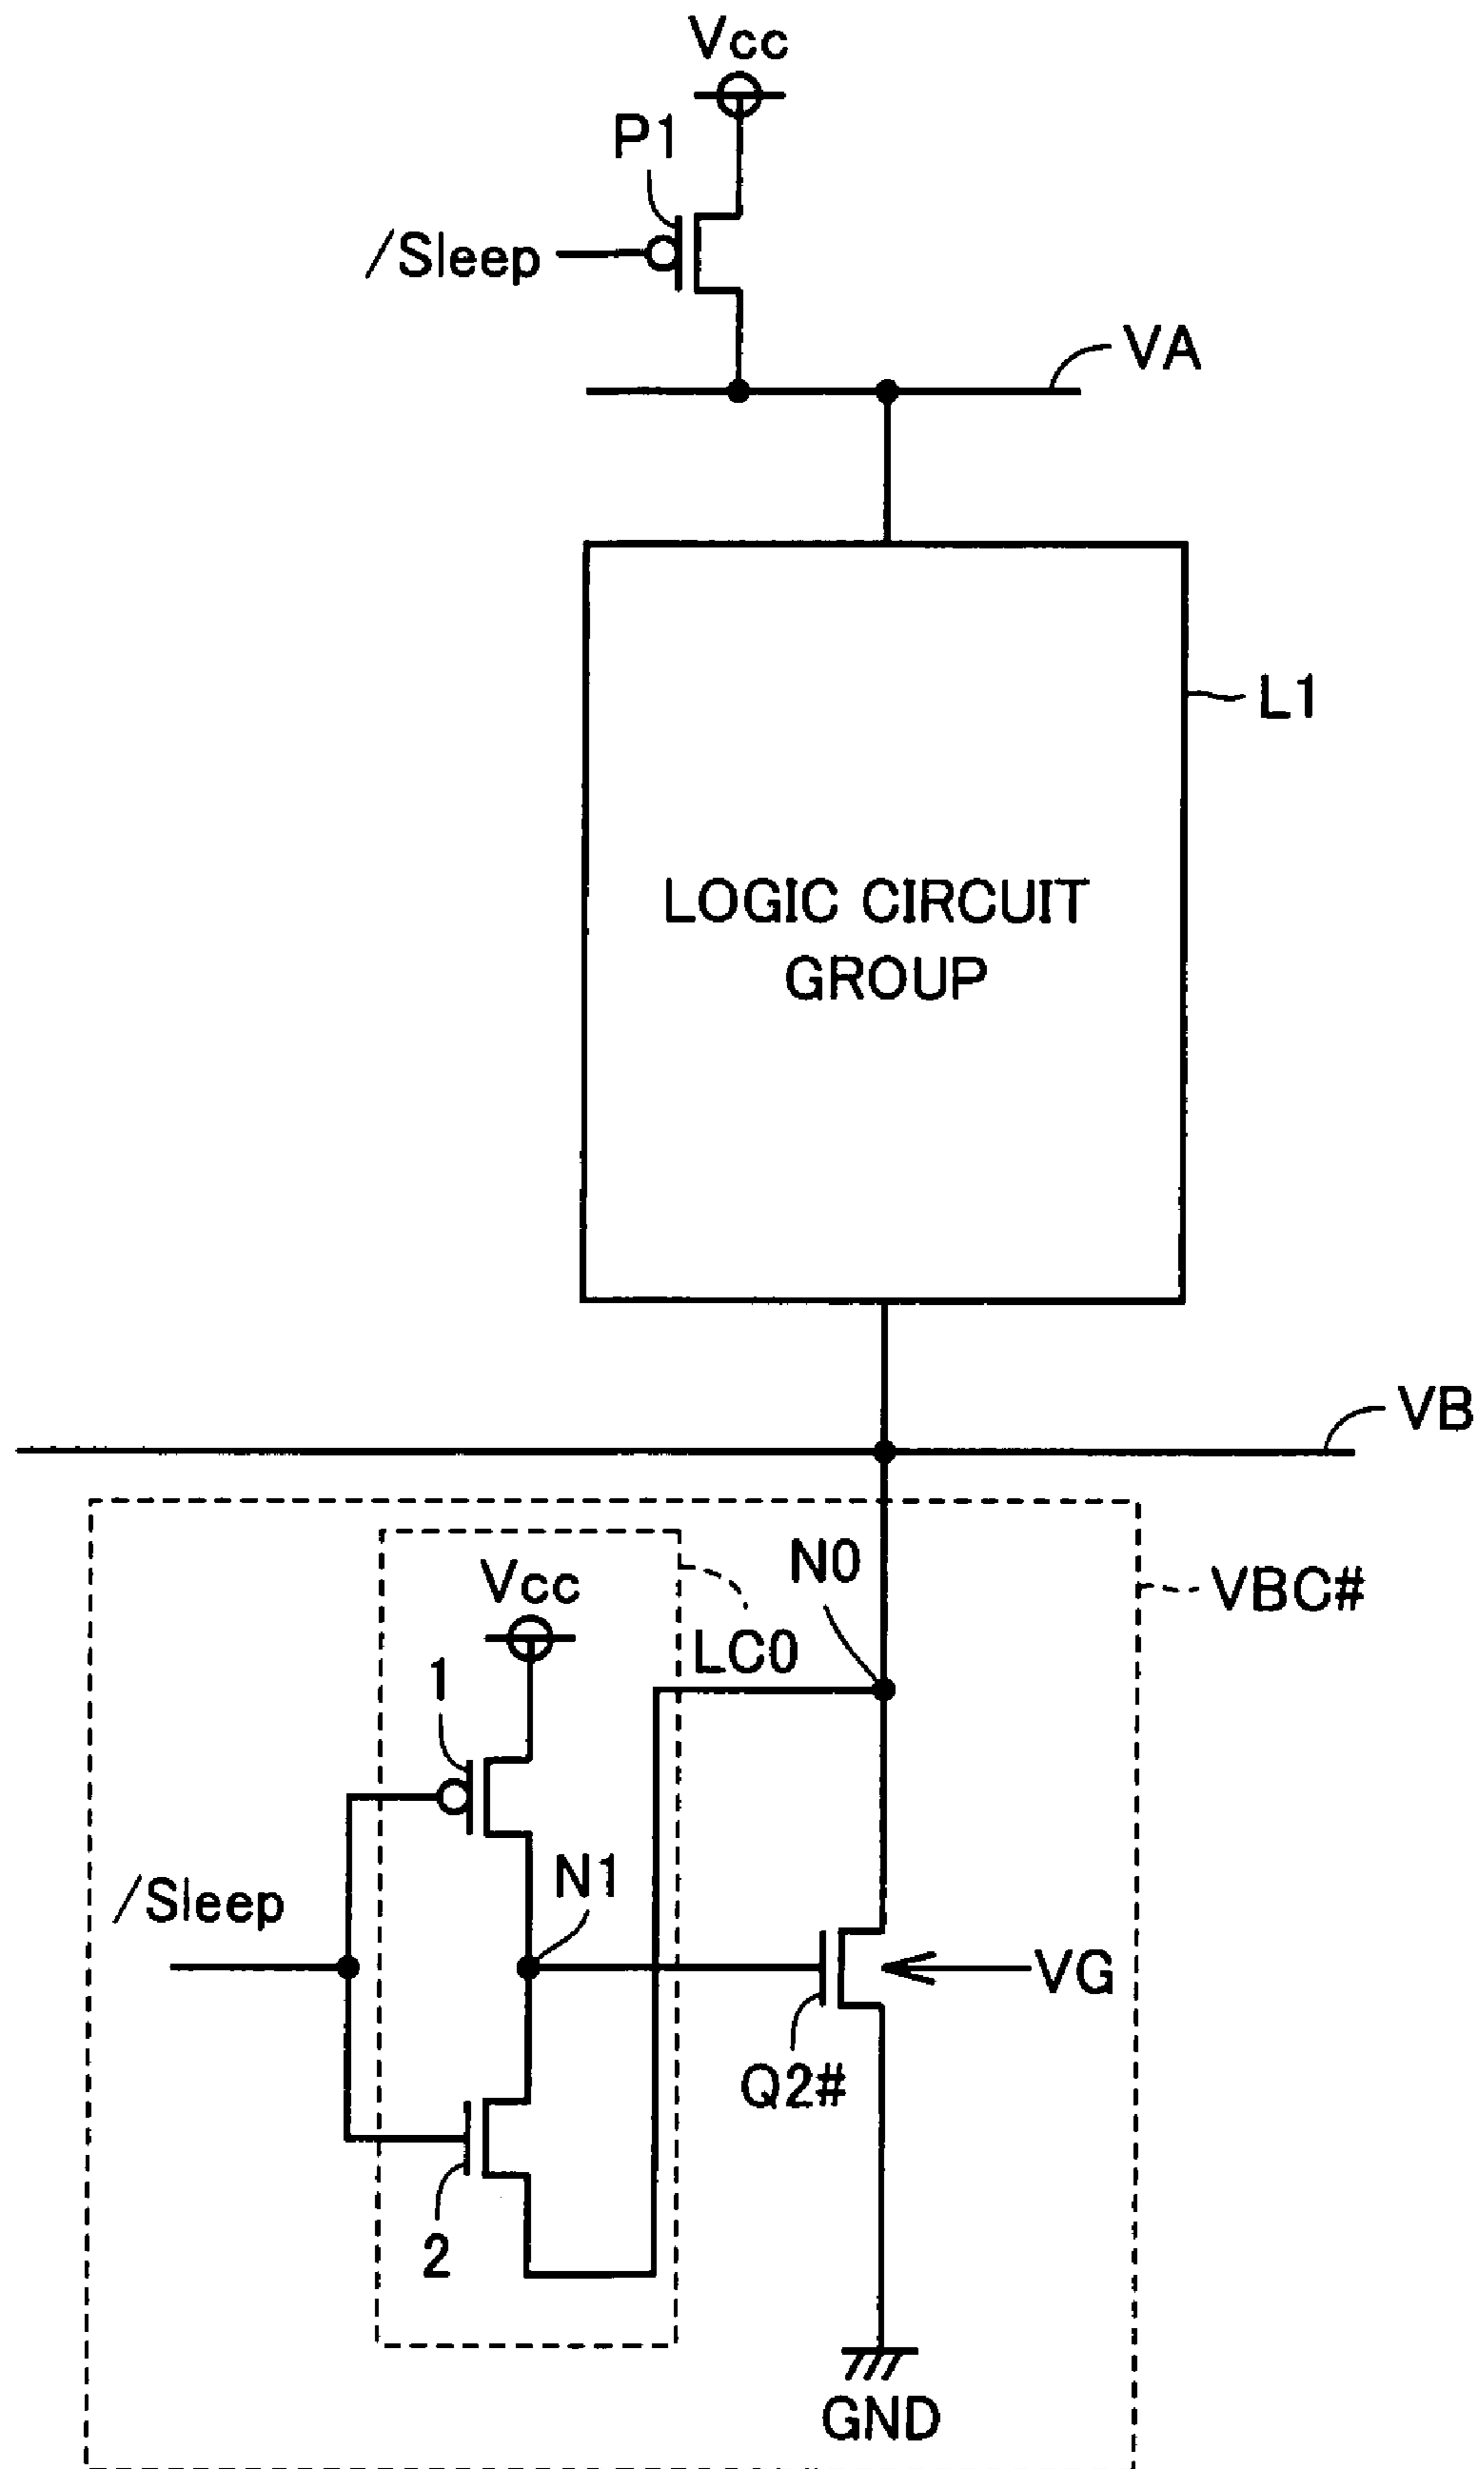 Vcc
P1
/Sleep
VA
L1
LOGIC CIRCUIT
GROUP
VB
N0
Vcc
VBC#
LC0
1
N1
/Sleep
VG
Q2#
2
GND